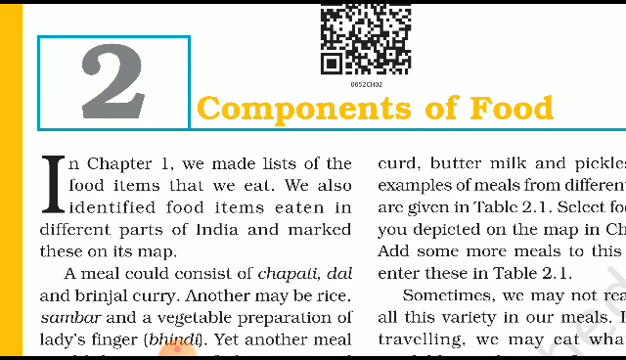 0652CH02
2
Components of Food
In Chapter 1, we made lists of the
food items that we eat. We also
identified food items eaten in
different parts of India and marked
these on its map.
A meal could consist of chapati, dal
and brinjal curry. Another may be rice,
sambar and a vegetable preparation of
lady's finger (bhindi). Yet another meal
curd, butter milk and pickles
examples of meals from differen
are given in Table 2.1. Select fo
you depicted on the map in Ch
Add some more meals to this
enter these in Table 2.1.
Sometimes, we may not rea
all this variety in our meals. I
travelling, we may eat wha